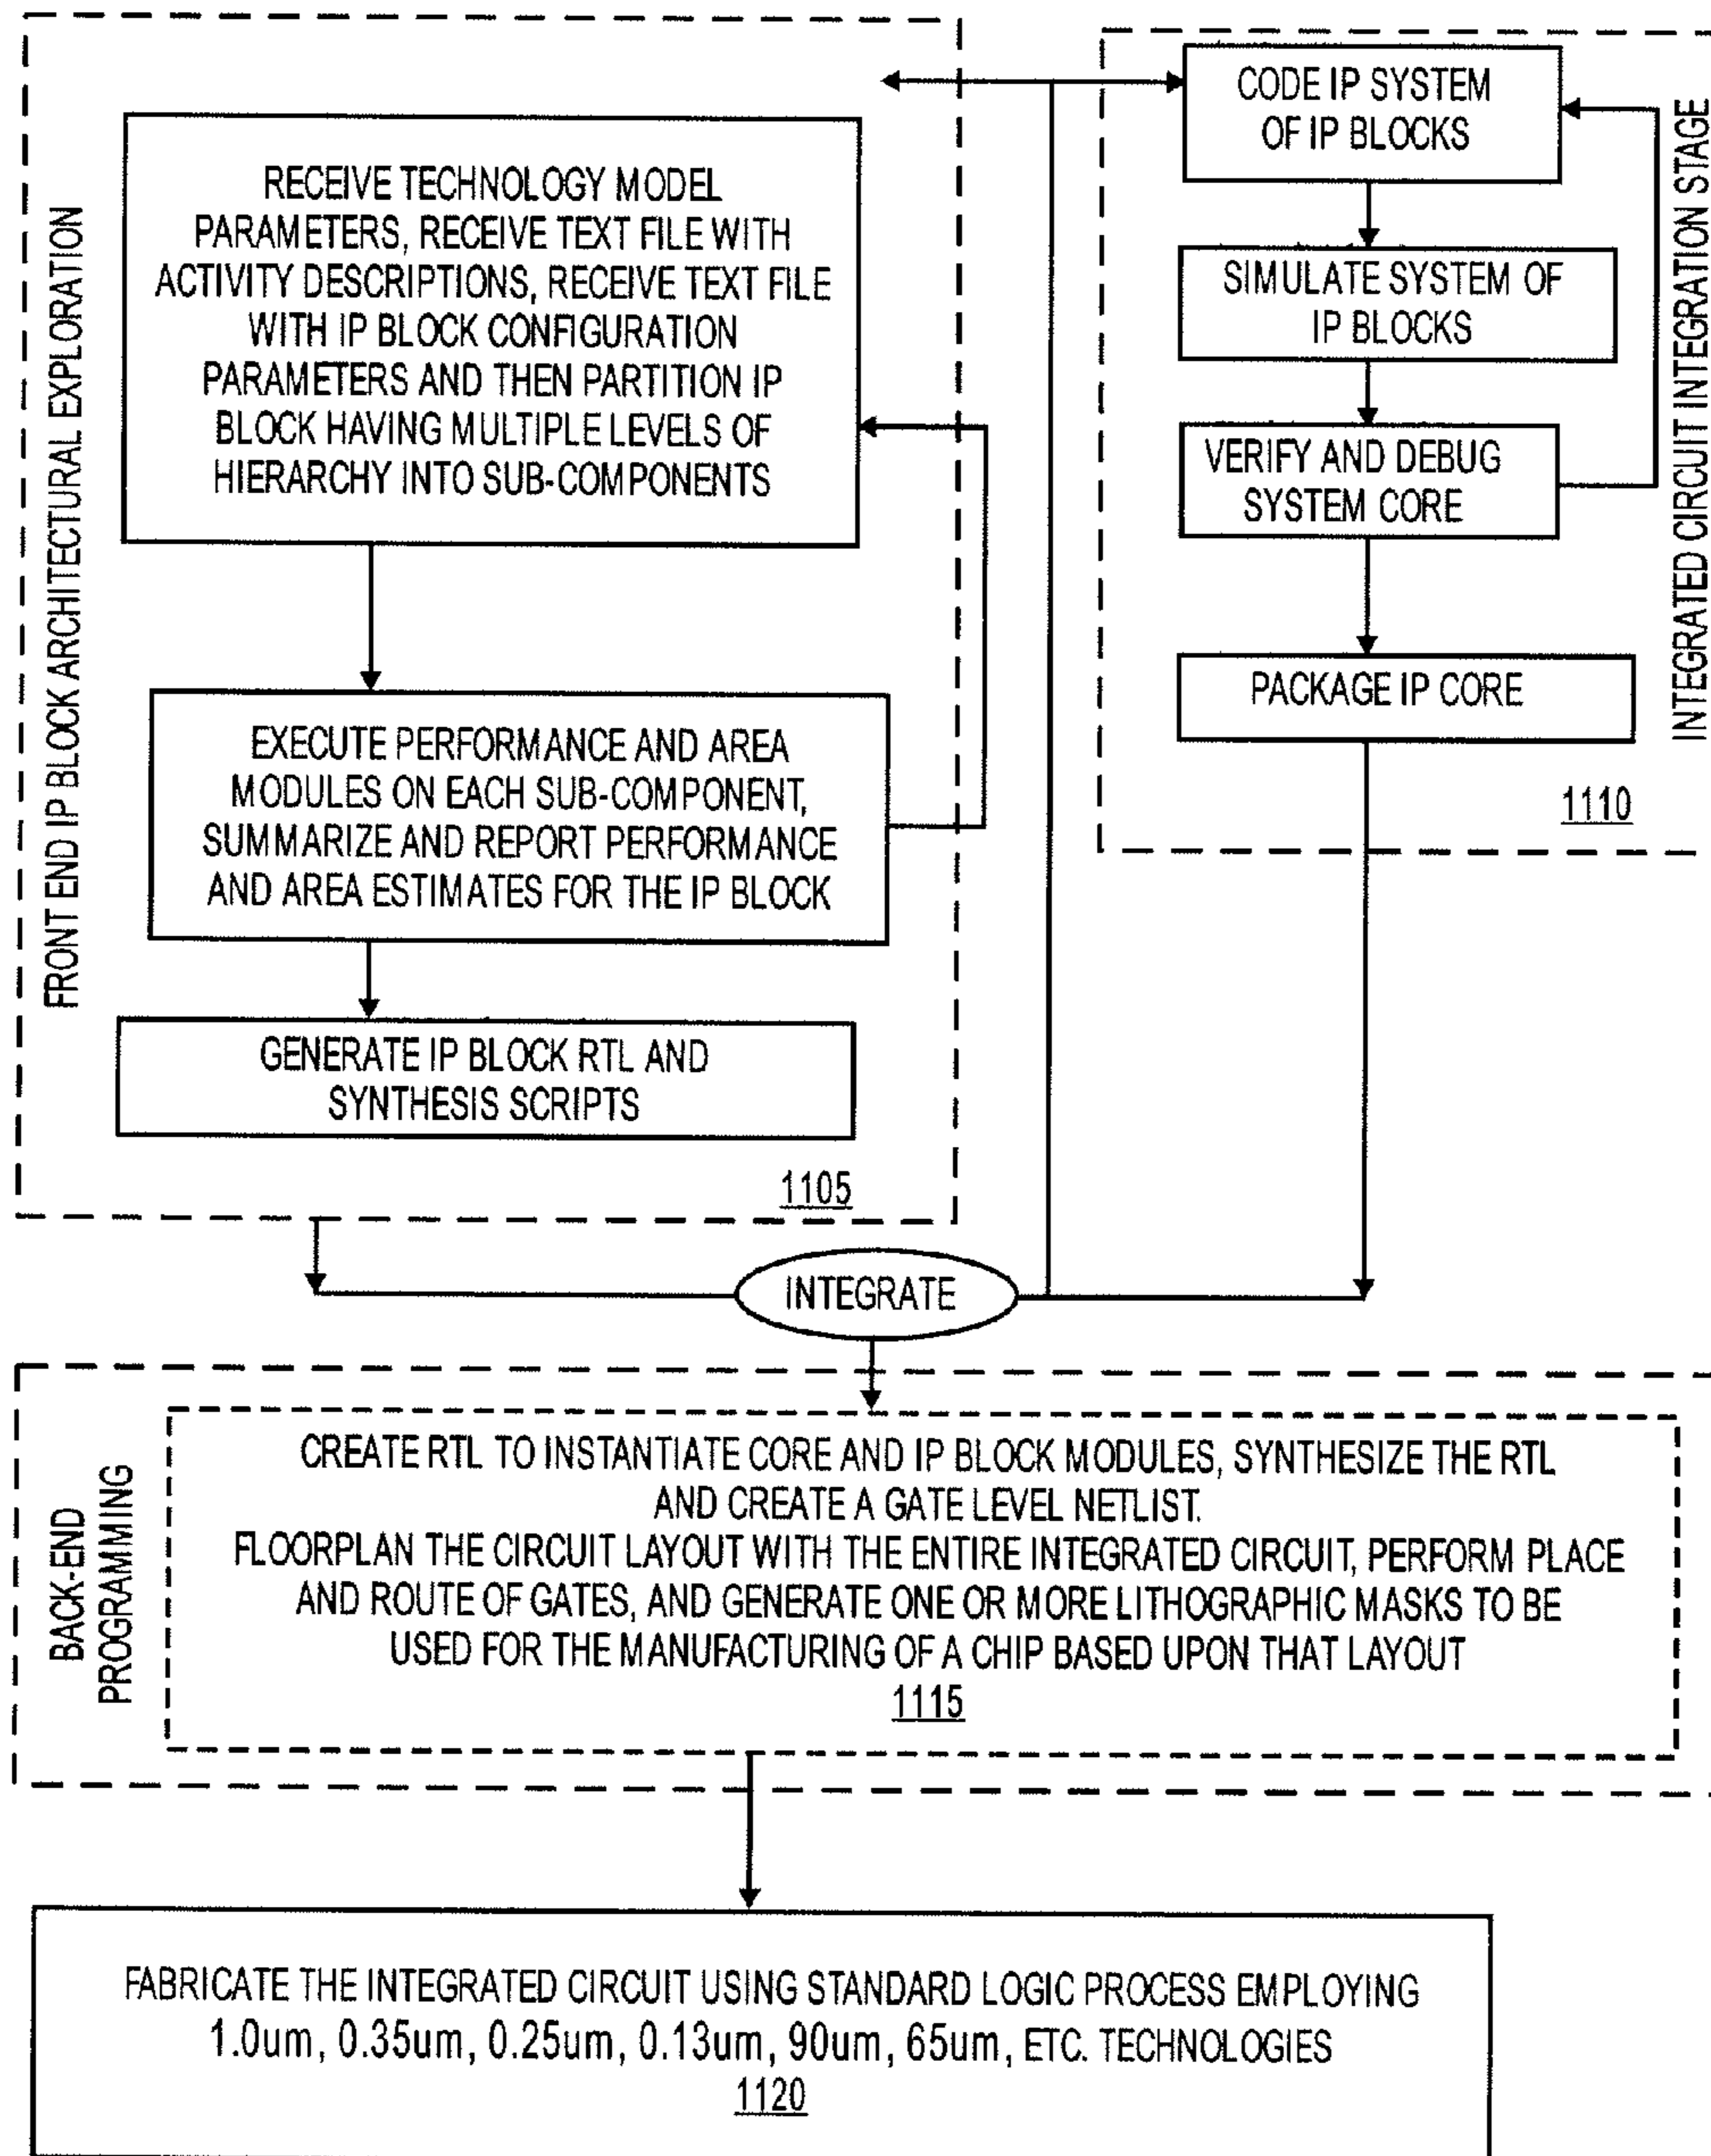 FRONT END IP BLOCK ARCHITECTURAL EXPLORATION
RECEIVE TECHNOLOGY MODEL
PARAMETERS, RECEIVE TEXT FILE WITH
ACTIVITY DESCRIPTIONS, RECEIVE TEXT FILE
WITH IP BLOCK CONFIGURATION
PARAMETERS AND THEN PARTITION IP
BLOCK HAVING MULTIPLE LEVELS OF
HIERARCHY INTO SUB-COMPONENTS
EXECUTE PERFORMANCE AND AREA
MODULES ON EACH SUB-COMPONENT,
SUMMARIZE AND REPORT PERFORMANCE
AND AREA ESTIMATES FOR THE IP BLOCK
GENERATE IP BLOCK RTL AND
SYNTHESIS SCRIPTS
1105
CODE IP SYSTEM
OF IP BLOCKS
SIMULATE SYSTEM OF
IP BLOCKS
VERIFY AND DEBUG
SYSTEM CORE
PACKAGE IP CORE
1110
INTEGRATED CIRCUIT INTEGRATION STAGE
INTEGRATE
BACK-END
PROGRAMMING
CREATE RTL TO INSTANTIATE CORE AND IP BLOCK MODULES, SYNTHESIZE THE RTL
AND CREATE A GATE LEVEL NETLIST.
FLOORPLAN THE CIRCUIT LAYOUT WITH THE ENTIRE INTEGRATED CIRCUIT, PERFORM PLACE
AND ROUTE OF GATES, AND GENERATE ONE OR MORE LITHOGRAPHIC MASKS TO BE
USED FOR THE MANUFACTURING OF A CHIP BASED UPON THAT LAYOUT
1115
FABRICATE THE INTEGRATED CIRCUIT USING STANDARD LOGIC PROCESS EMPLOYING
1.0um, 0.35um, 0.25um, 0.13um, 90um, 65um, ETC. TECHNOLOGIES
1120